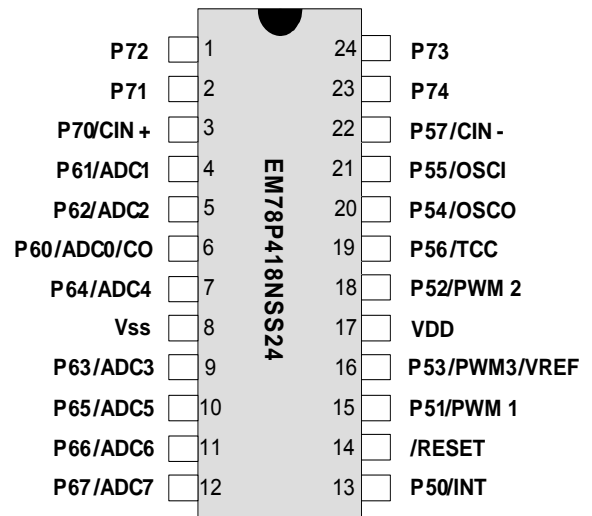 P72 1 24 P73
P71 2 23 P74
P70/CIN + 3 22 P57/CIN -
P61/ADC1 4 21 P55/OSCI
P62/ADC2 5 20 P54/OSCO
P60/ADC0/CO 6 19 P56/TCC
P64/ADC4 7 18 P52/PWM 2
Vss 8 17 VDD
P63/ADC3 9 16 P53/PWM3/VREF
P65/ADC5 10 15 P51/PWM 1
P66/ADC6 11 14 /RESET
P67/ADC7 12 13 P50/INT
EM78P418NSS24